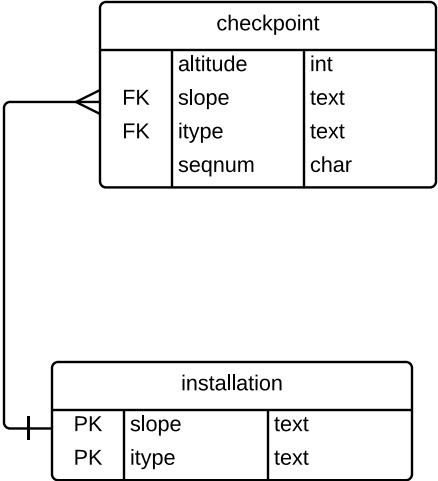 checkpoint
altitude int
FK slope text
FK itype text
seqnum char
installation
PK slope text
PK itype text